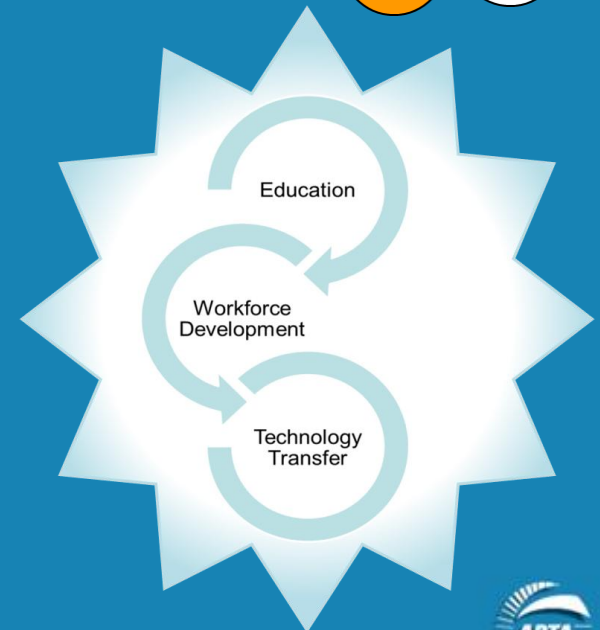 Education
Workforce
Development
Technology
Transfer